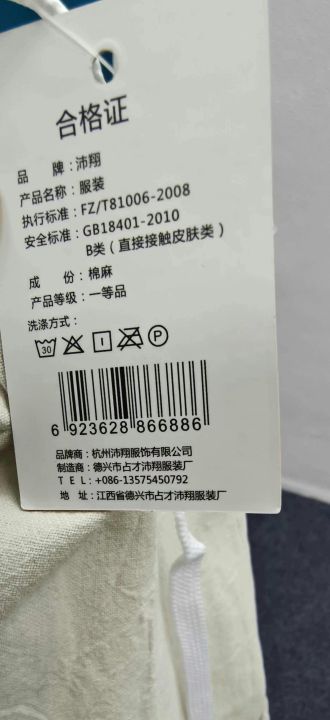 合格证
品 牌：沛翔
产品名称：服装
执行标准：FZ/T81006-2008
安全标准：GB18401-2010
B类（直接接触皮肤类）
成 份：棉麻
产品等级：一等品
洗涤方式：
30 P
6 923628 866886
品牌商：杭州沛翔服饰有限公司
制造商：德兴市占才沛翔服装厂
T E L：+086-13575450792
地 址：江西省德兴市占才沛翔服装厂